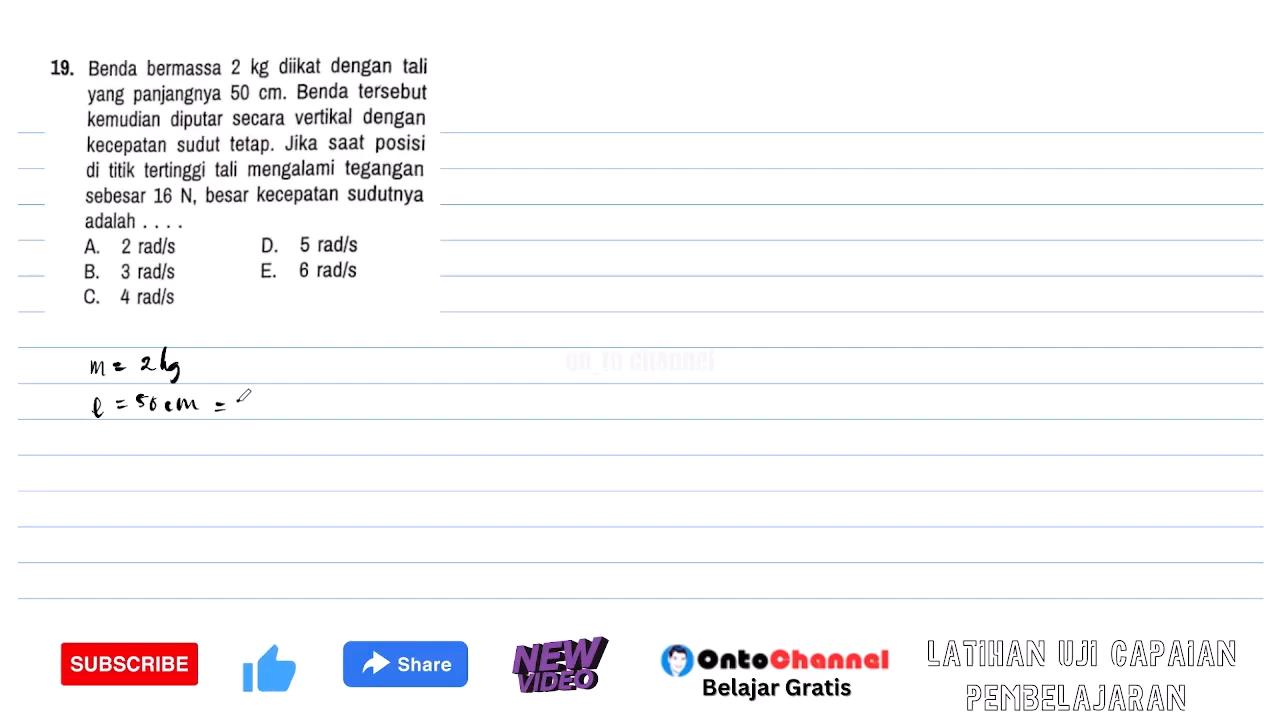 19. Benda bermassa 2 kg diikat dengan tali
yang panjangnya 50 cm. Benda tersebut
kemudian diputar secara vertikal dengan
kecepatan sudut tetap. Jika saat posisi
di titik tertinggi tali mengalami tegangan
sebesar 16 N, besar kecepatan sudutnya
adalah . . . .
A. 2 rad/s D. 5 rad/s
B. 3 rad/s E. 6 rad/s
C. 4 rad/s
m = 2 kg
l = 50 cm =
SUBSCRIBE
Share
NEW
VIDEO
OntoChannel
Belajar Gratis
LATIHAN UJI CAPAIAN
PEMBELAJARAN